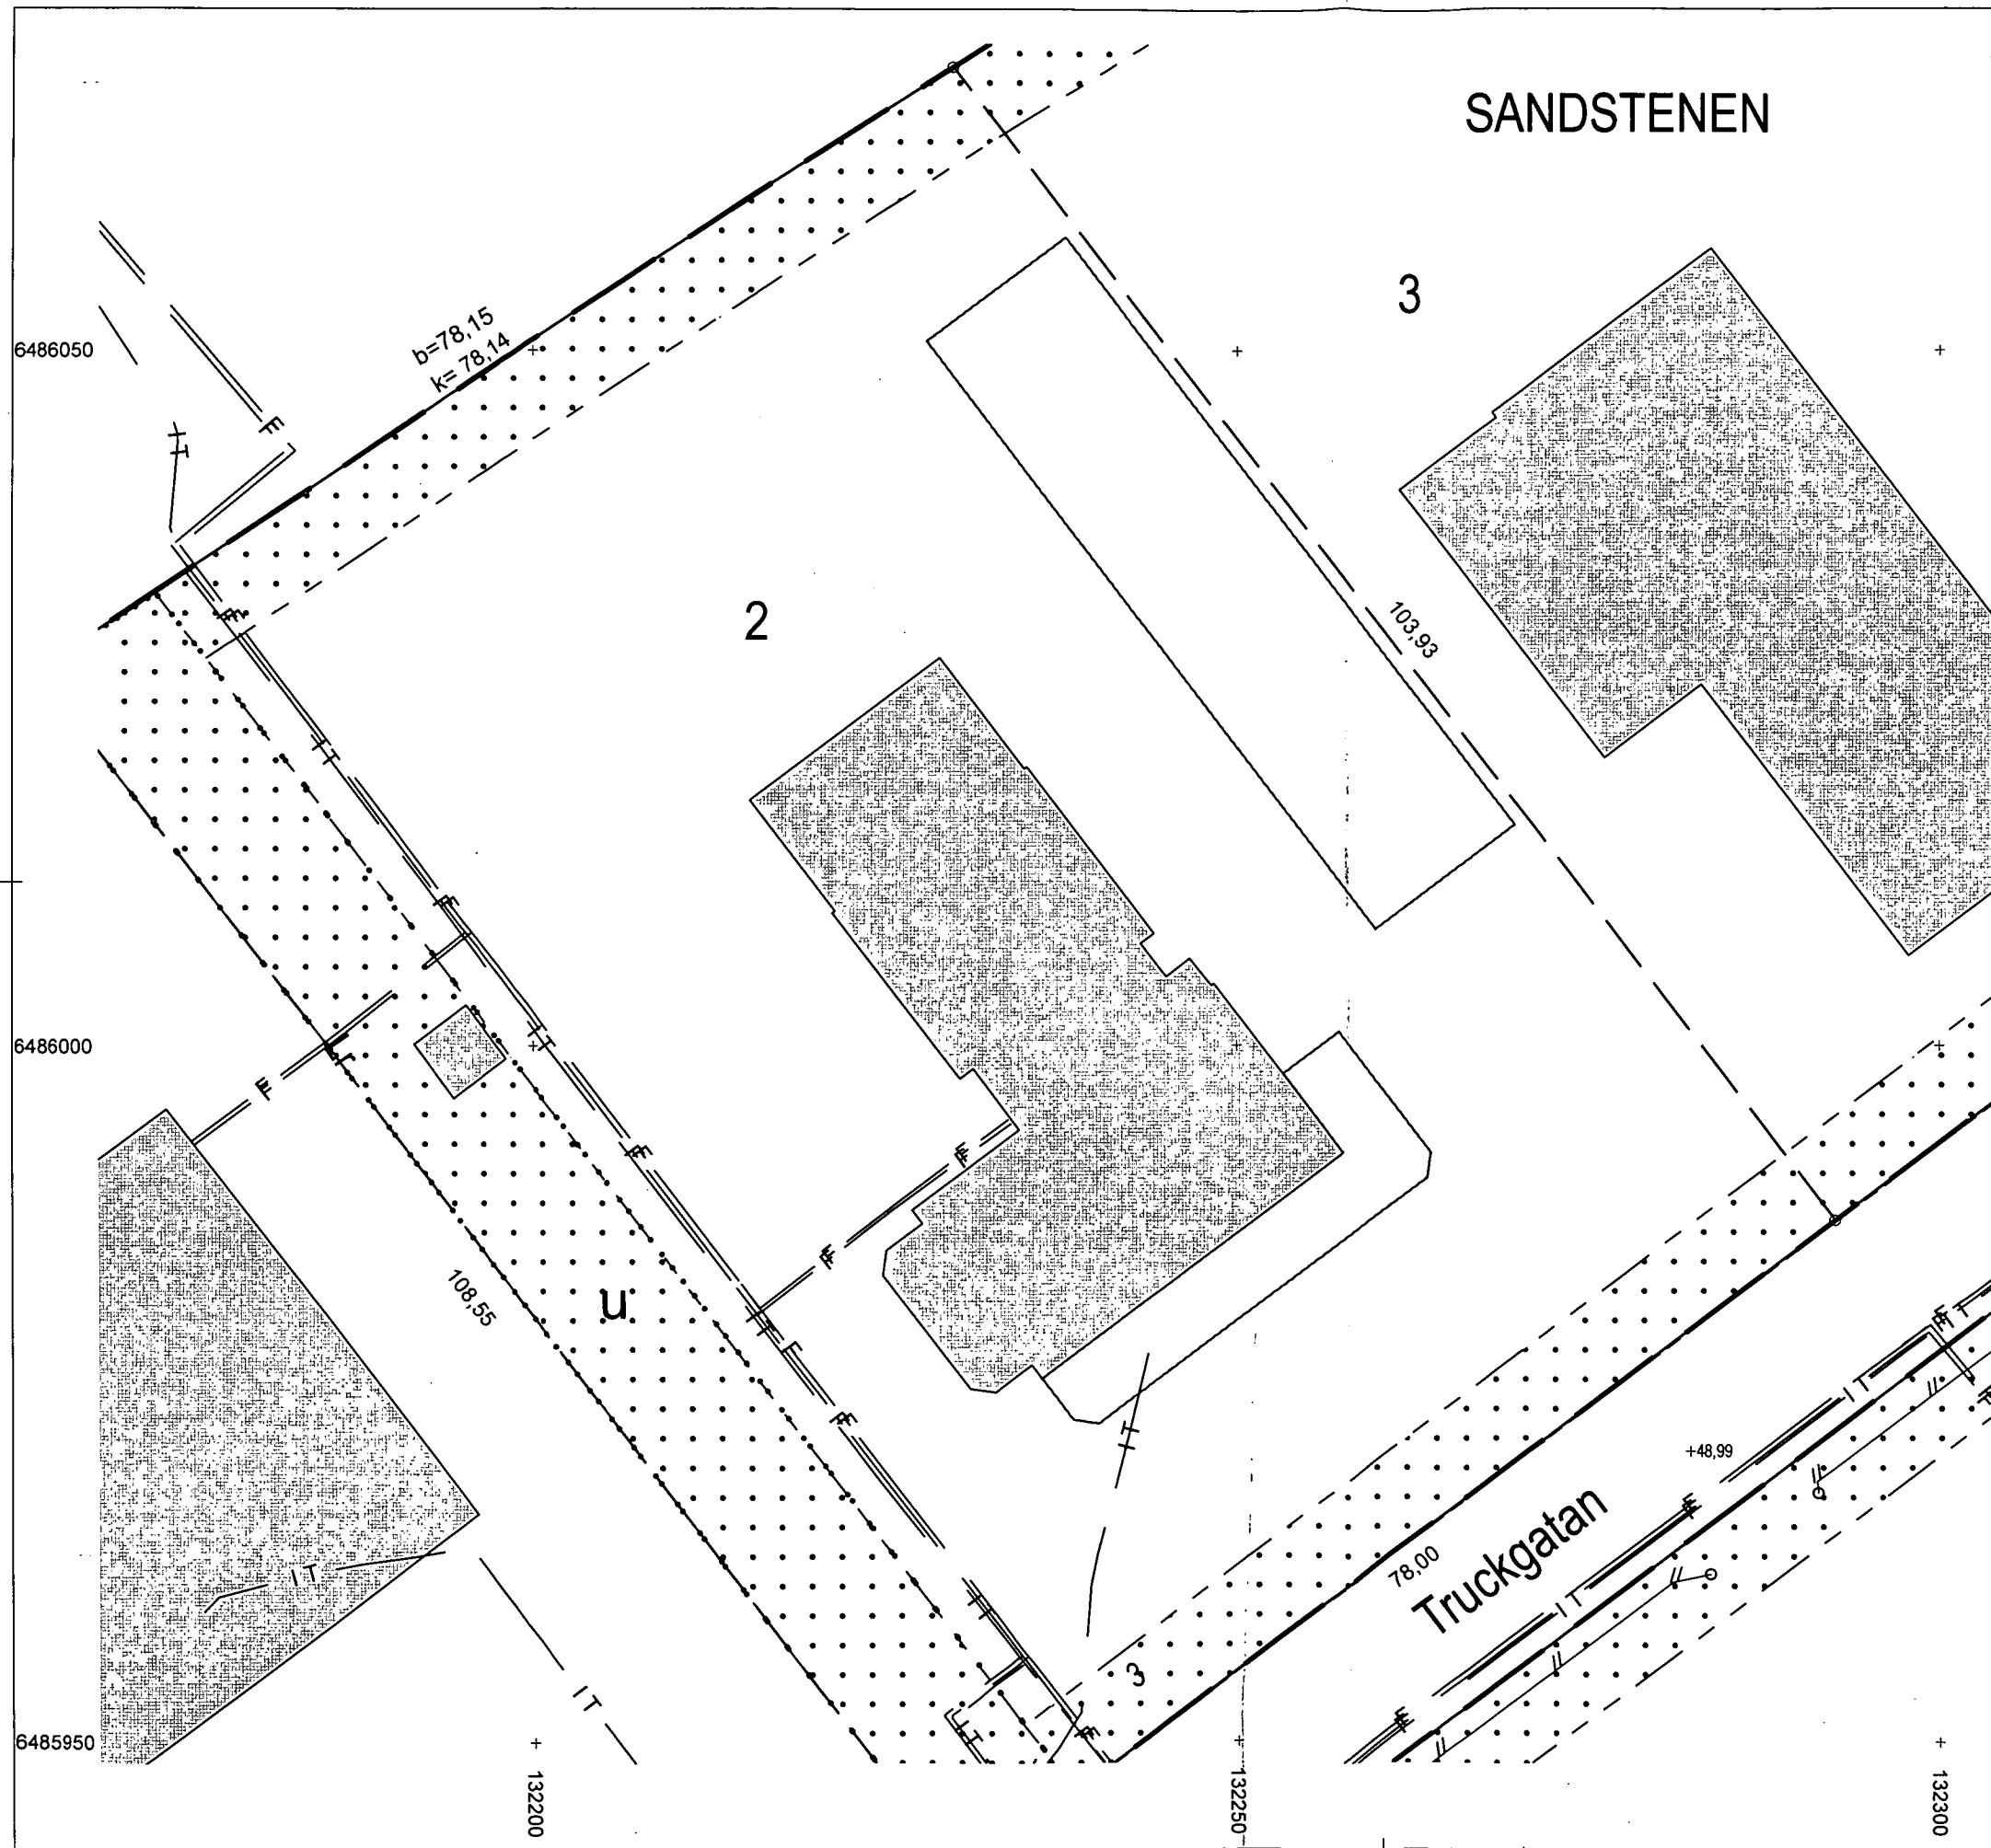 SANDSTENEN
3
b=78,15
k= 78,14
6486050
F
I T
2
103,93
6486000
108,55
u
+48,99
Truckgatan
78,00
I T
I T
3
6485950
132200
132250
132300